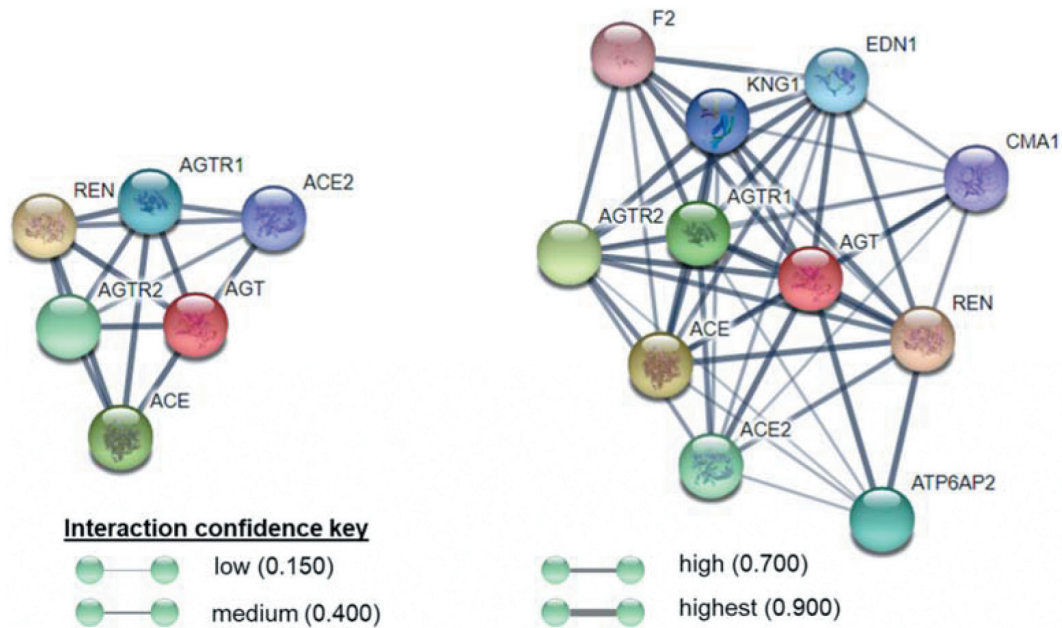 REN
AGTR1
ACE2
AGTR2
AGT
ACE
F2
EDN1
KNG1
CMA1
AGTR2
AGTR1
AGT
REN
ACE
ACE2
ATP6AP2
Interaction confidence key
low (0.150)
medium (0.400)
high (0.700)
highest (0.900)